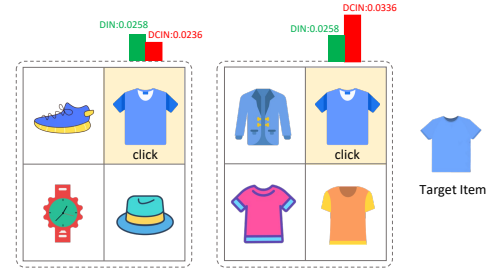 DIN:0.0258
DCIN:0.0236
click
DIN:0.0258
DCIN:0.0336
click
Target Item